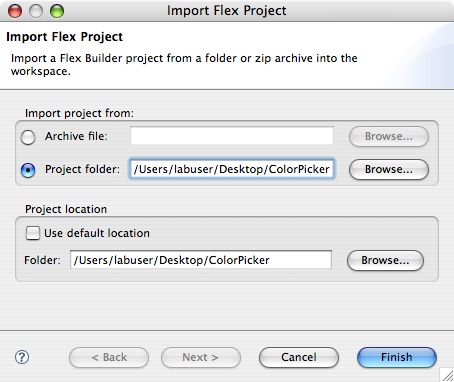 Import Flex Project
Import Flex Project
Import a Flex Builder project from a folder or zip archive into the
workspace.
Import project from:
Archive file: Browse...
Project folder: /Users/labuser/Desktop/ColorPicker Browse...
Project location
Use default location
Folder: /Users/labuser/Desktop/ColorPicker Browse...
? < Back Next > Cancel Finish